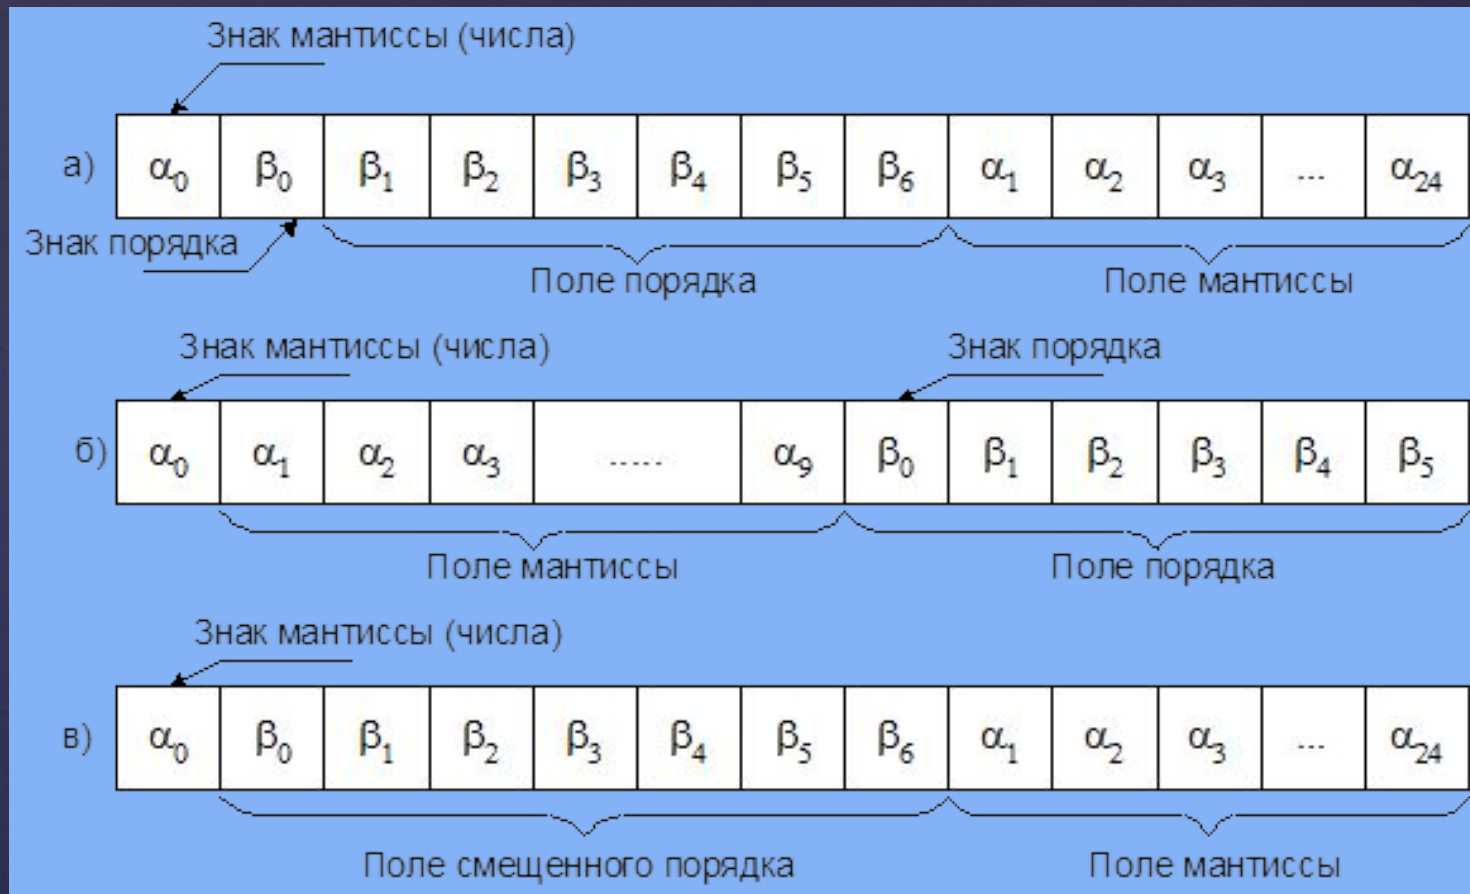 Знак мантиссы (числа)
а) α₀ β₀ β₁ β₂ β₃ β₄ β₅ β₆ α₁ α₂ α₃ ... α₂₄
Знак порядка
Поле порядка Поле мантиссы
Знак мантиссы (числа) Знак порядка
б) α₀ α₁ α₂ α₃ ...... α₉ β₀ β₁ β₂ β₃ β₄ β₅
Поле мантиссы Поле порядка
Знак мантиссы (числа)
в) α₀ β₀ β₁ β₂ β₃ β₄ β₅ β₆ α₁ α₂ α₃ ... α₂₄
Поле смещенного порядка Поле мантиссы